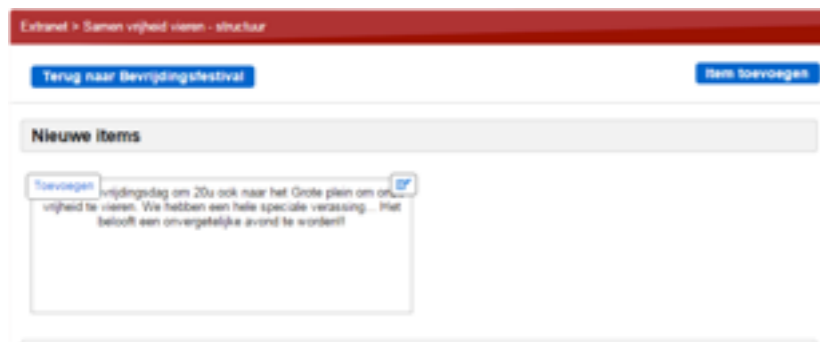 Extranet > Samen vrijheid vieren - structuur
Terug naar Bevrijdingsfestival
Item toevoegen
Nieuwe items
Toevoegen
vrijdingsdag om 20u ook naar het Grote plein om onze
vrijheid te vieren. We hebben een hele speciale verassing... Het
belooft een onvergetelijke avond te worden!!